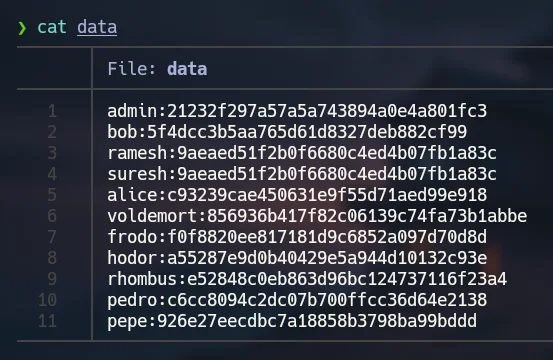 ❯ cat data
File: data
1 admin:21232f297a57a5a743894a0e4a801fc3
2 bob:5f4dcc3b5aa765d61d8327deb882cf99
3 ramesh:9aeaed51f2b0f6680c4ed4b07fb1a83c
4 suresh:9aeaed51f2b0f6680c4ed4b07fb1a83c
5 alice:c93239cae450631e9f55d71aed99e918
6 voldemort:856936b417f82c06139c74fa73b1abbe
7 frodo:f0f8820ee817181d9c6852a097d70d8d
8 hodor:a55287e9d0b40429e5a944d10132c93e
9 rhombus:e52848c0eb863d96bc124737116f23a4
10 pedro:c6cc8094c2dc07b700ffcc36d64e2138
11 pepe:926e27eecdbc7a18858b3798ba99bddd